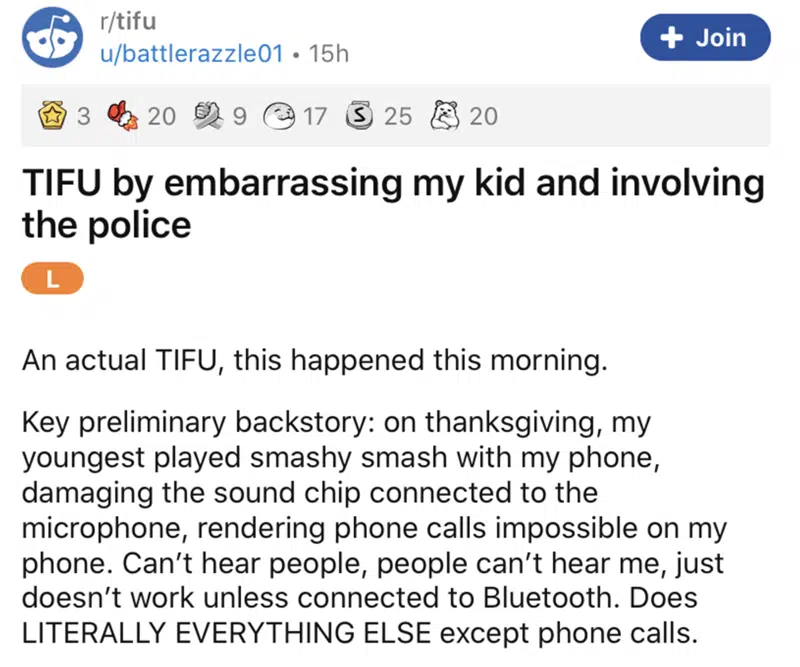 r/tifu
u/battlerazzle01 • 15h
+ Join
3 20 9 17 S 25 20
TIFU by embarrassing my kid and involving
the police
L
An actual TIFU, this happened this morning.
Key preliminary backstory: on thanksgiving, my
youngest played smashy smash with my phone,
damaging the sound chip connected to the
microphone, rendering phone calls impossible on my
phone. Can’t hear people, people can’t hear me, just
doesn’t work unless connected to Bluetooth. Does
LITERALLY EVERYTHING ELSE except phone calls.